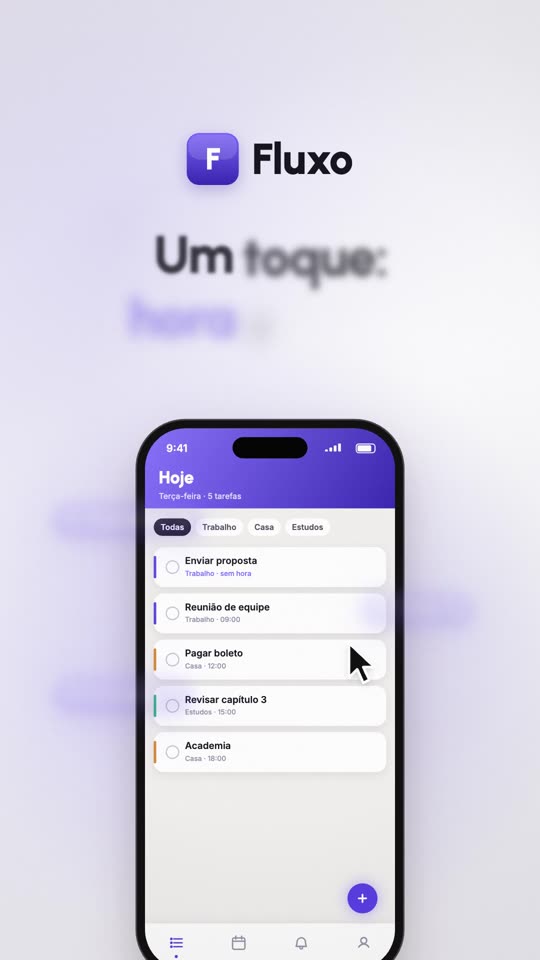 F Fluxo
Um toque:
hora
9:41
Hoje
Terça-feira · 5 tarefas
Todas Trabalho Casa Estudos
Enviar proposta
Trabalho · sem hora
Reunião de equipe
Trabalho · 09:00
Pagar boleto
Casa · 12:00
Revisar capítulo 3
Estudos · 15:00
Academia
Casa · 18:00